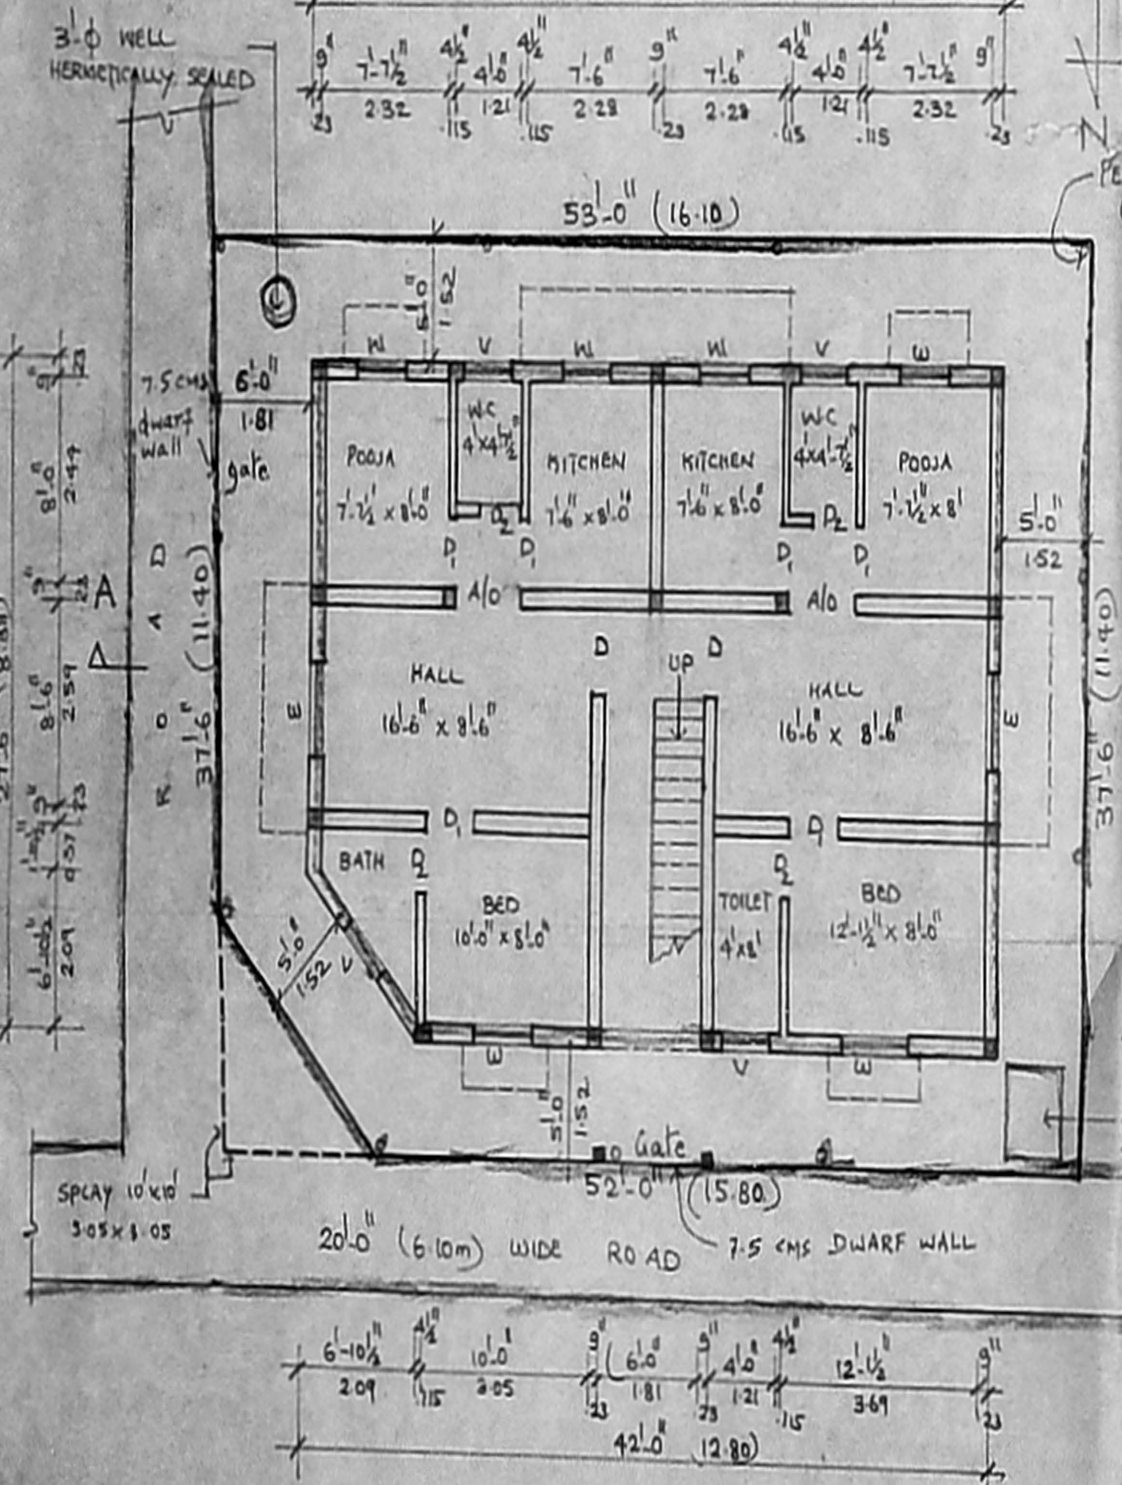 3'-φ WELL
HERMETICALLY SEALED
9" 7'-7½" 4½" 4'-0" 4½" 7'-6" 9" 7'-6" 4½" 4'-0" 4½" 7'-7½" 9"
.23 2.32 .115 1.21 .115 2.28 .23 2.28 .115 1.21 .115 2.32 .23
N
53'-0" (16.10)
5'-0"
1.52
W V W W V W
7.5 CMS
dwarf
wall
6'-0"
1.81
gate
POOJA
7'-7½" x 8'-0"
W.C
4'x4'-7½"
KITCHEN
7'-6" x 8'-0"
KITCHEN
7'-6" x 8'-0"
W.C
4'x4'-7½"
POOJA
7'-7½" x 8'
D2 D2
D1 D1 D1 D1
5'-0"
1.52
A/O A/O
9"
.23
8'-0"
2.44
9"
.23
8'-6"
2.59
9"
.23
6'-10½"
2.09
A
A
ROAD
37'-6" (11.40)
37'-6" (11.40)
D UP D
HALL
16'-6" x 8'-6"
HALL
16'-6" x 8'-6"
W W
D1 D1
BATH D2
BED
10'-0" x 8'-0"
TOILET
4'x8'
D2
BED
12'-1½" x 8'-0"
5'-0"
1.52
V
W V W
5'-0"
1.52
Gate
52'-0" (15.80)
SPLAY 10'x10'
3.05 x 3.05
20'-0" (6.10m) WIDE ROAD
7.5 CMS DWARF WALL
6'-10½" 4½" 10'-0" 9" 6'-0" 9" 4'-0" 4½" 12'-1½" 9"
2.09 .115 3.05 .23 1.81 .23 1.21 .115 3.69 .23
42'-0" (12.80)